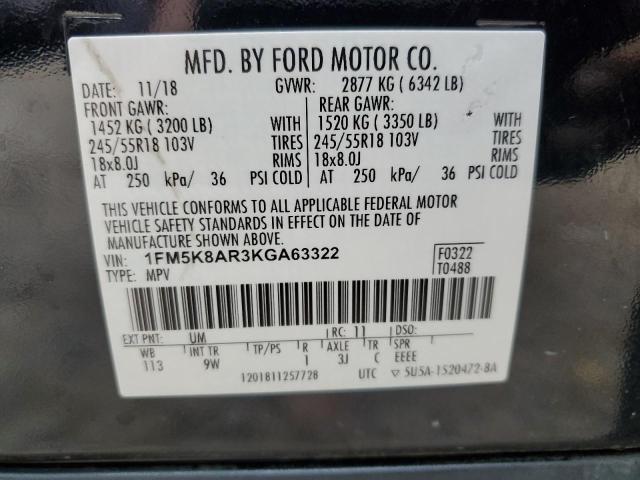 MFD. BY FORD MOTOR CO.
DATE: 11/18 GVWR: 2877 KG ( 6342 LB)
FRONT GAWR: REAR GAWR:
1452 KG ( 3200 LB) WITH 1520 KG ( 3350 LB) WITH
245/55R18 103V TIRES 245/55R18 103V TIRES
18x8.0J RIMS 18x8.0J RIMS
AT 250 kPa/ 36 PSI COLD AT 250 kPa/ 36 PSI COLD
THIS VEHICLE CONFORMS TO ALL APPLICABLE FEDERAL MOTOR
VEHICLE SAFETY STANDARDS IN EFFECT ON THE DATE OF
MANUFACTURE SHOWN ABOVE.
VIN: 1FM5K8AR3KGA63322 F0322
TYPE: MPV T0488
EXT PNT: UM RC: 11 DSO:
WB INT TR TP/PS R AXLE TR SPR
113 9W I 3J C EEEE
1201811257728 UTC ▽ 5U5A-1520472-BA